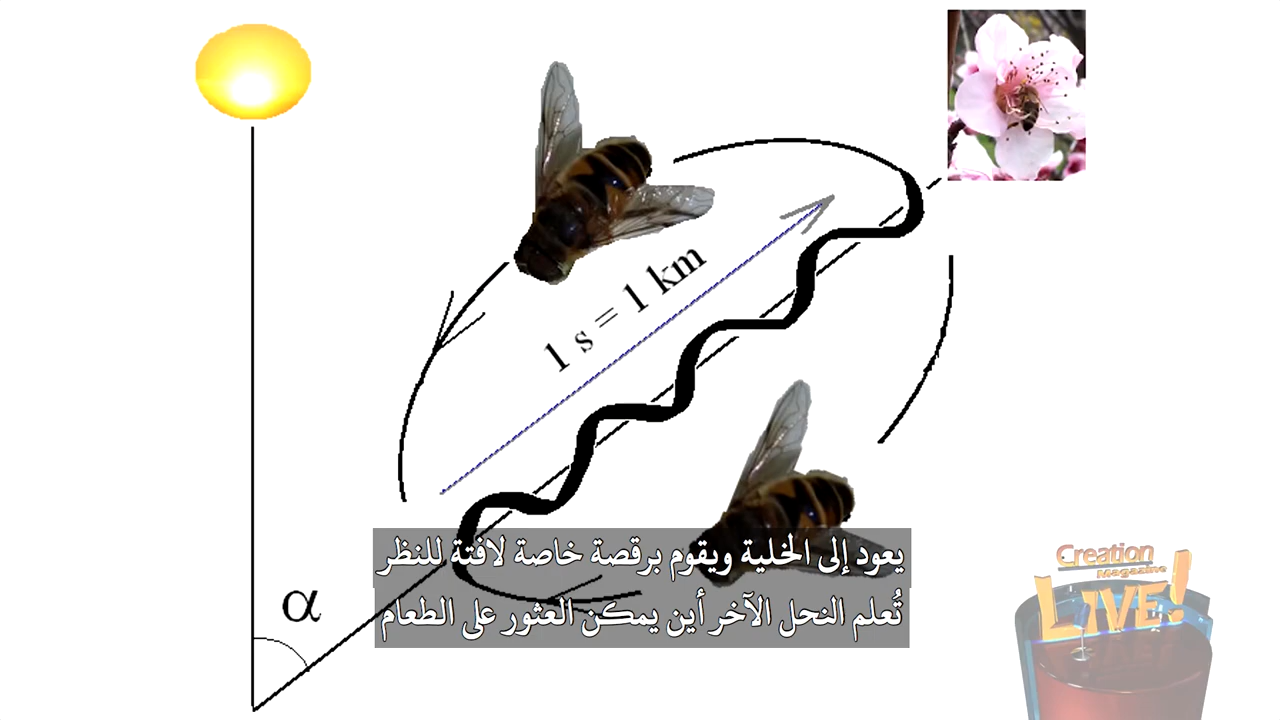 1 s = 1 km
α
يعود إلى الخلية ويقوم برقصة خاصة لافتة للنظر
تُعلم النحل الآخر أين يمكن العثور على الطعام
Creation
Magazine
LIVE!